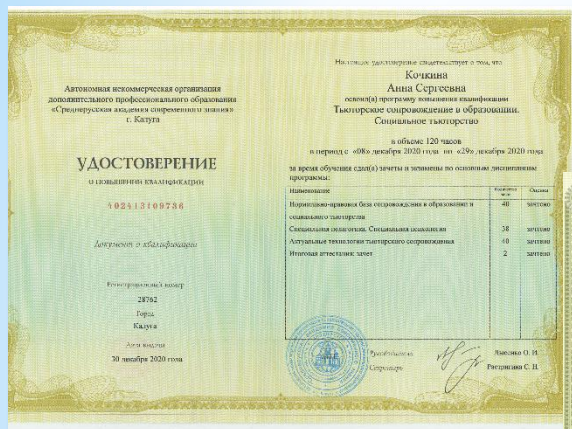 Автономная некоммерческая организация
дополнительного профессионального образования
«Среднерусская академия современного знания»
г. Калуга
УДОСТОВЕРЕНИЕ
О ПОВЫШЕНИИ КВАЛИФИКАЦИИ
402413109736
Документ о квалификации
Регистрационный номер
28762
Город
Калуга
Дата выдачи
30 декабря 2020 года
Настоящее удостоверение свидетельствует о том, что
Кочкина
Анна Сергеевна
освоил(а) программу повышения квалификации
Тьюторское сопровождение в образовании.
Социальное тьюторство
в объеме 120 часов
в период с «08» декабря 2020 года по «29» декабря 2020 года
за время обучения сдал(а) зачеты и экзамены по основным дисциплинам
программы:
Наименование Количество часов Оценка
Нормативно-правовая база сопровождения в образовании и социального тьюторства 40 зачтено
Специальная педагогика. Специальная психология 38 зачтено
Актуальные технологии тьюторского сопровождения 40 зачтено
Итоговая аттестация: зачет 2 зачтено
Руководитель
Секретарь